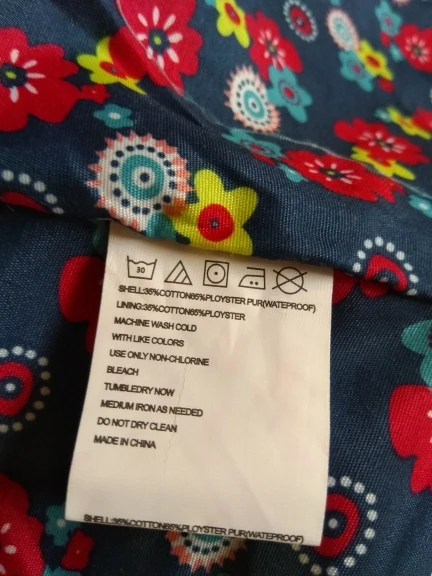 30
SHELL:35%COTTON65%PLOYSTER PUR(WATEPROOF)
LINING:35%COTTON65%PLOYSTER
MACHINE WASH COLD
WITH LIKE COLORS
USE ONLY NON-CHLORINE
BLEACH
TUMBLEDRY NOW
MEDIUM IRON AS NEEDED
DO NOT DRY CLEAN
MADE IN CHINA
SHELL:35%COTTON65%PLOYSTER PUR(WATEPROOF)